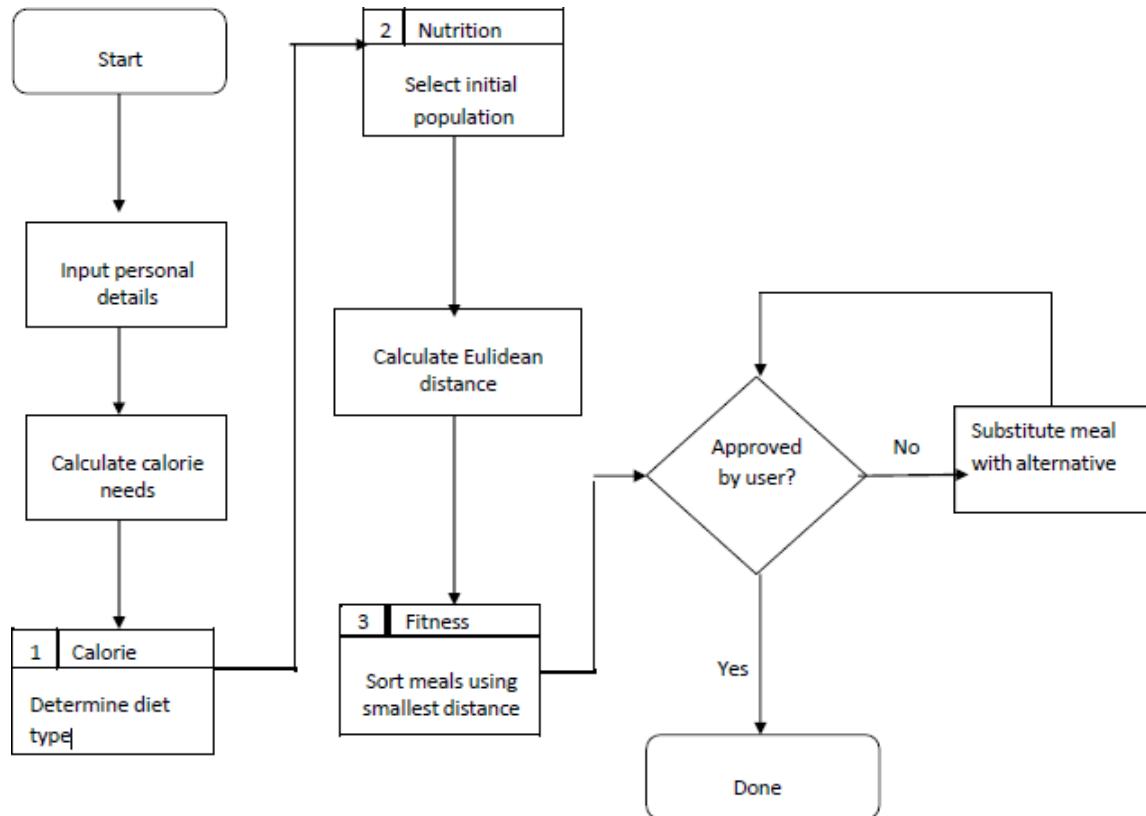 Start
Input personal
details
Calculate calorie
needs
1 Calorie
Determine diet
type
2 Nutrition
Select initial
population
Calculate Eulidean
distance
3 Fitness
Sort meals using
smallest distance
Approved
by user?
No
Substitute meal
with alternative
Yes
Done